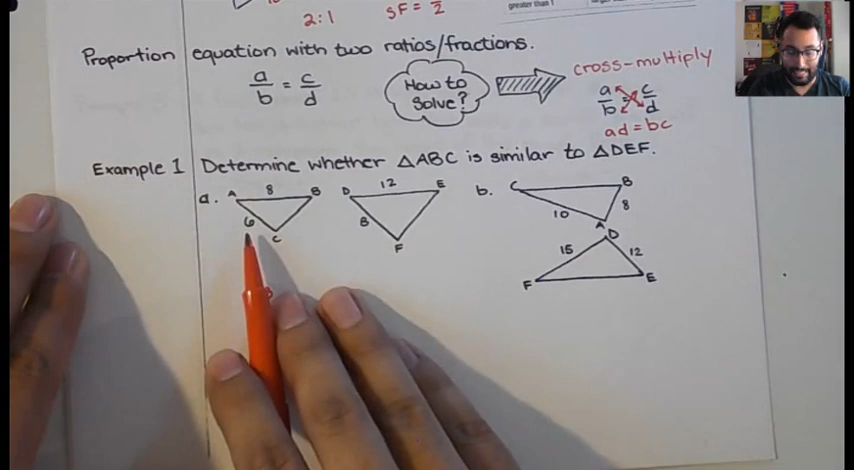 2:1
SF = 2
greater than 1
Proportion equation with two ratios/fractions.
a/b = c/d
How to Solve?
cross-multiply
a/b = c/d
ad = bc
Example 1 Determine whether △ABC is similar to △DEF.
a. A 8 B 6 C
D 12 E 8 F
b. C B 10 8 A
D 15 12 F E